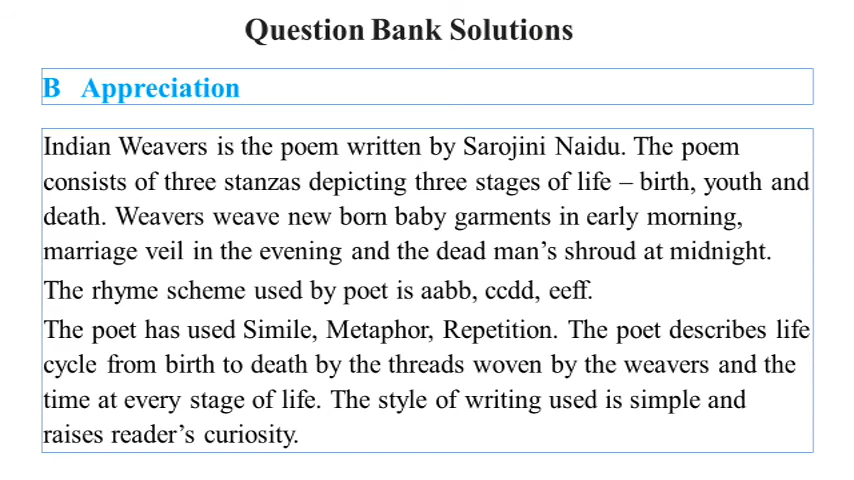 Question Bank Solutions
B Appreciation
Indian Weavers is the poem written by Sarojini Naidu. The poem
consists of three stanzas depicting three stages of life – birth, youth and
death. Weavers weave new born baby garments in early morning,
marriage veil in the evening and the dead man’s shroud at midnight.
The rhyme scheme used by poet is aabb, ccdd, eeff.
The poet has used Simile, Metaphor, Repetition. The poet describes life
cycle from birth to death by the threads woven by the weavers and the
time at every stage of life. The style of writing used is simple and
raises reader’s curiosity.